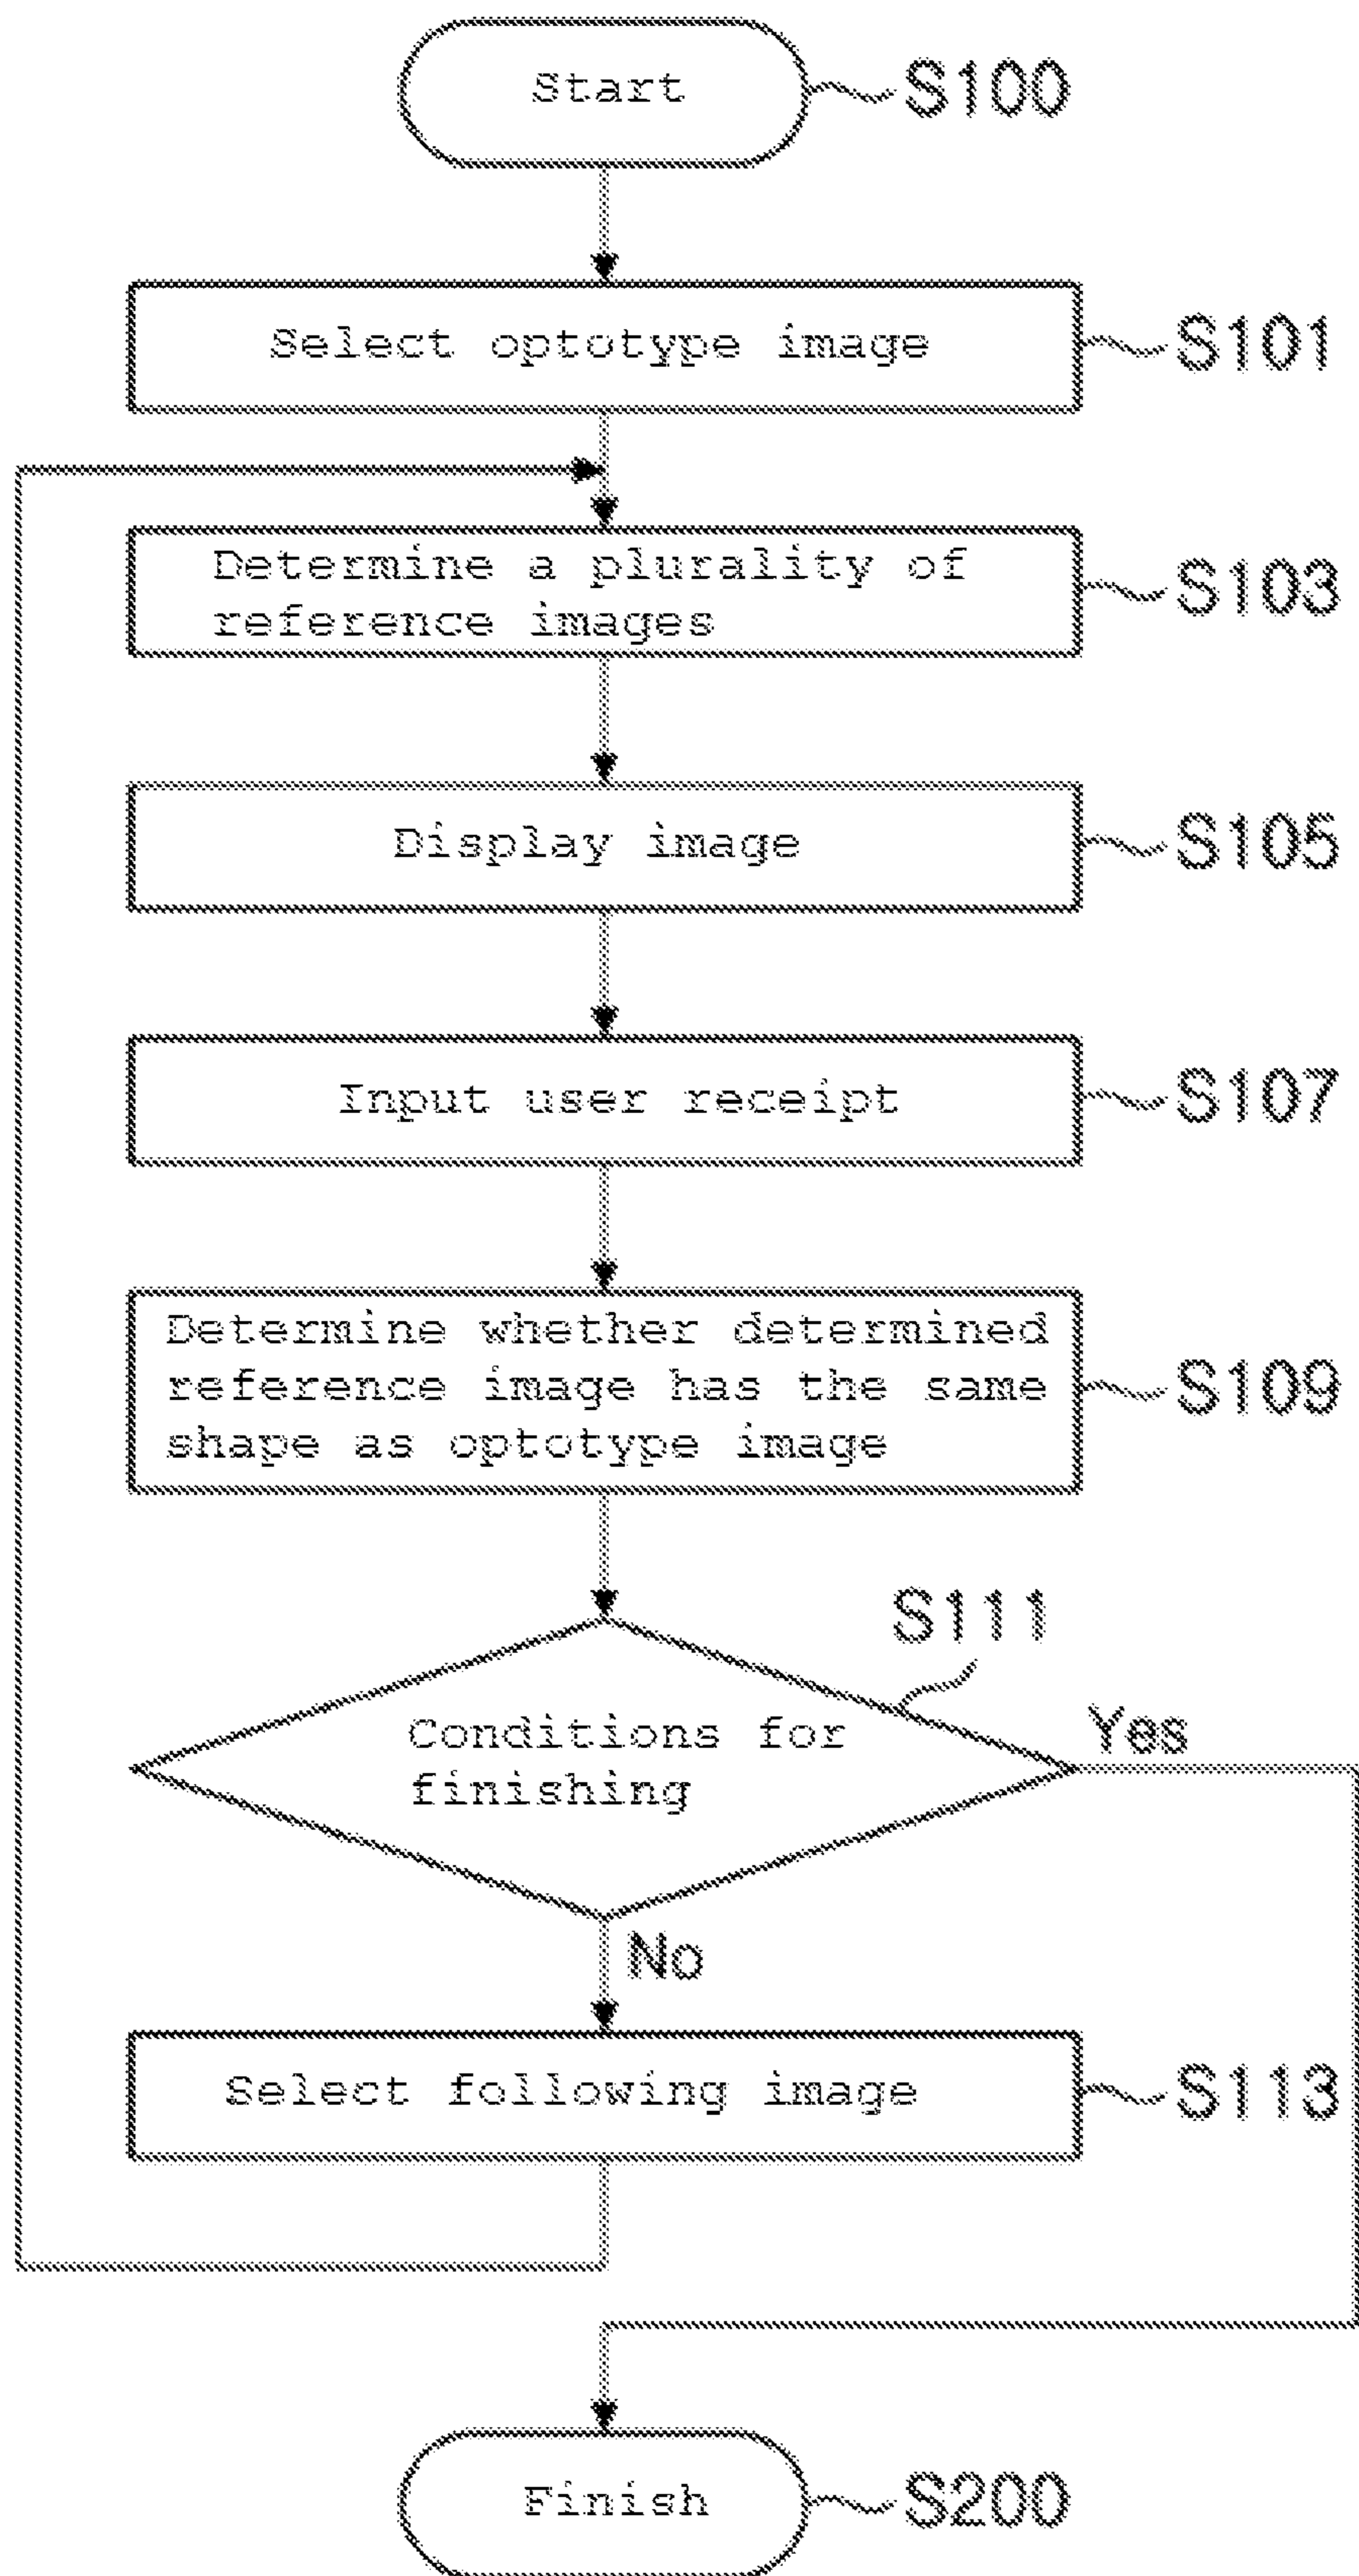 Start
S100
Select optotype image
S101
Determine a plurality of
reference images
S103
Display image
S105
Input user receipt
S107
Determine whether determined
reference image has the same
shape as optotype image
S109
S111
Conditions for
finishing
Yes
No
Select following image
S113
Finish
S200